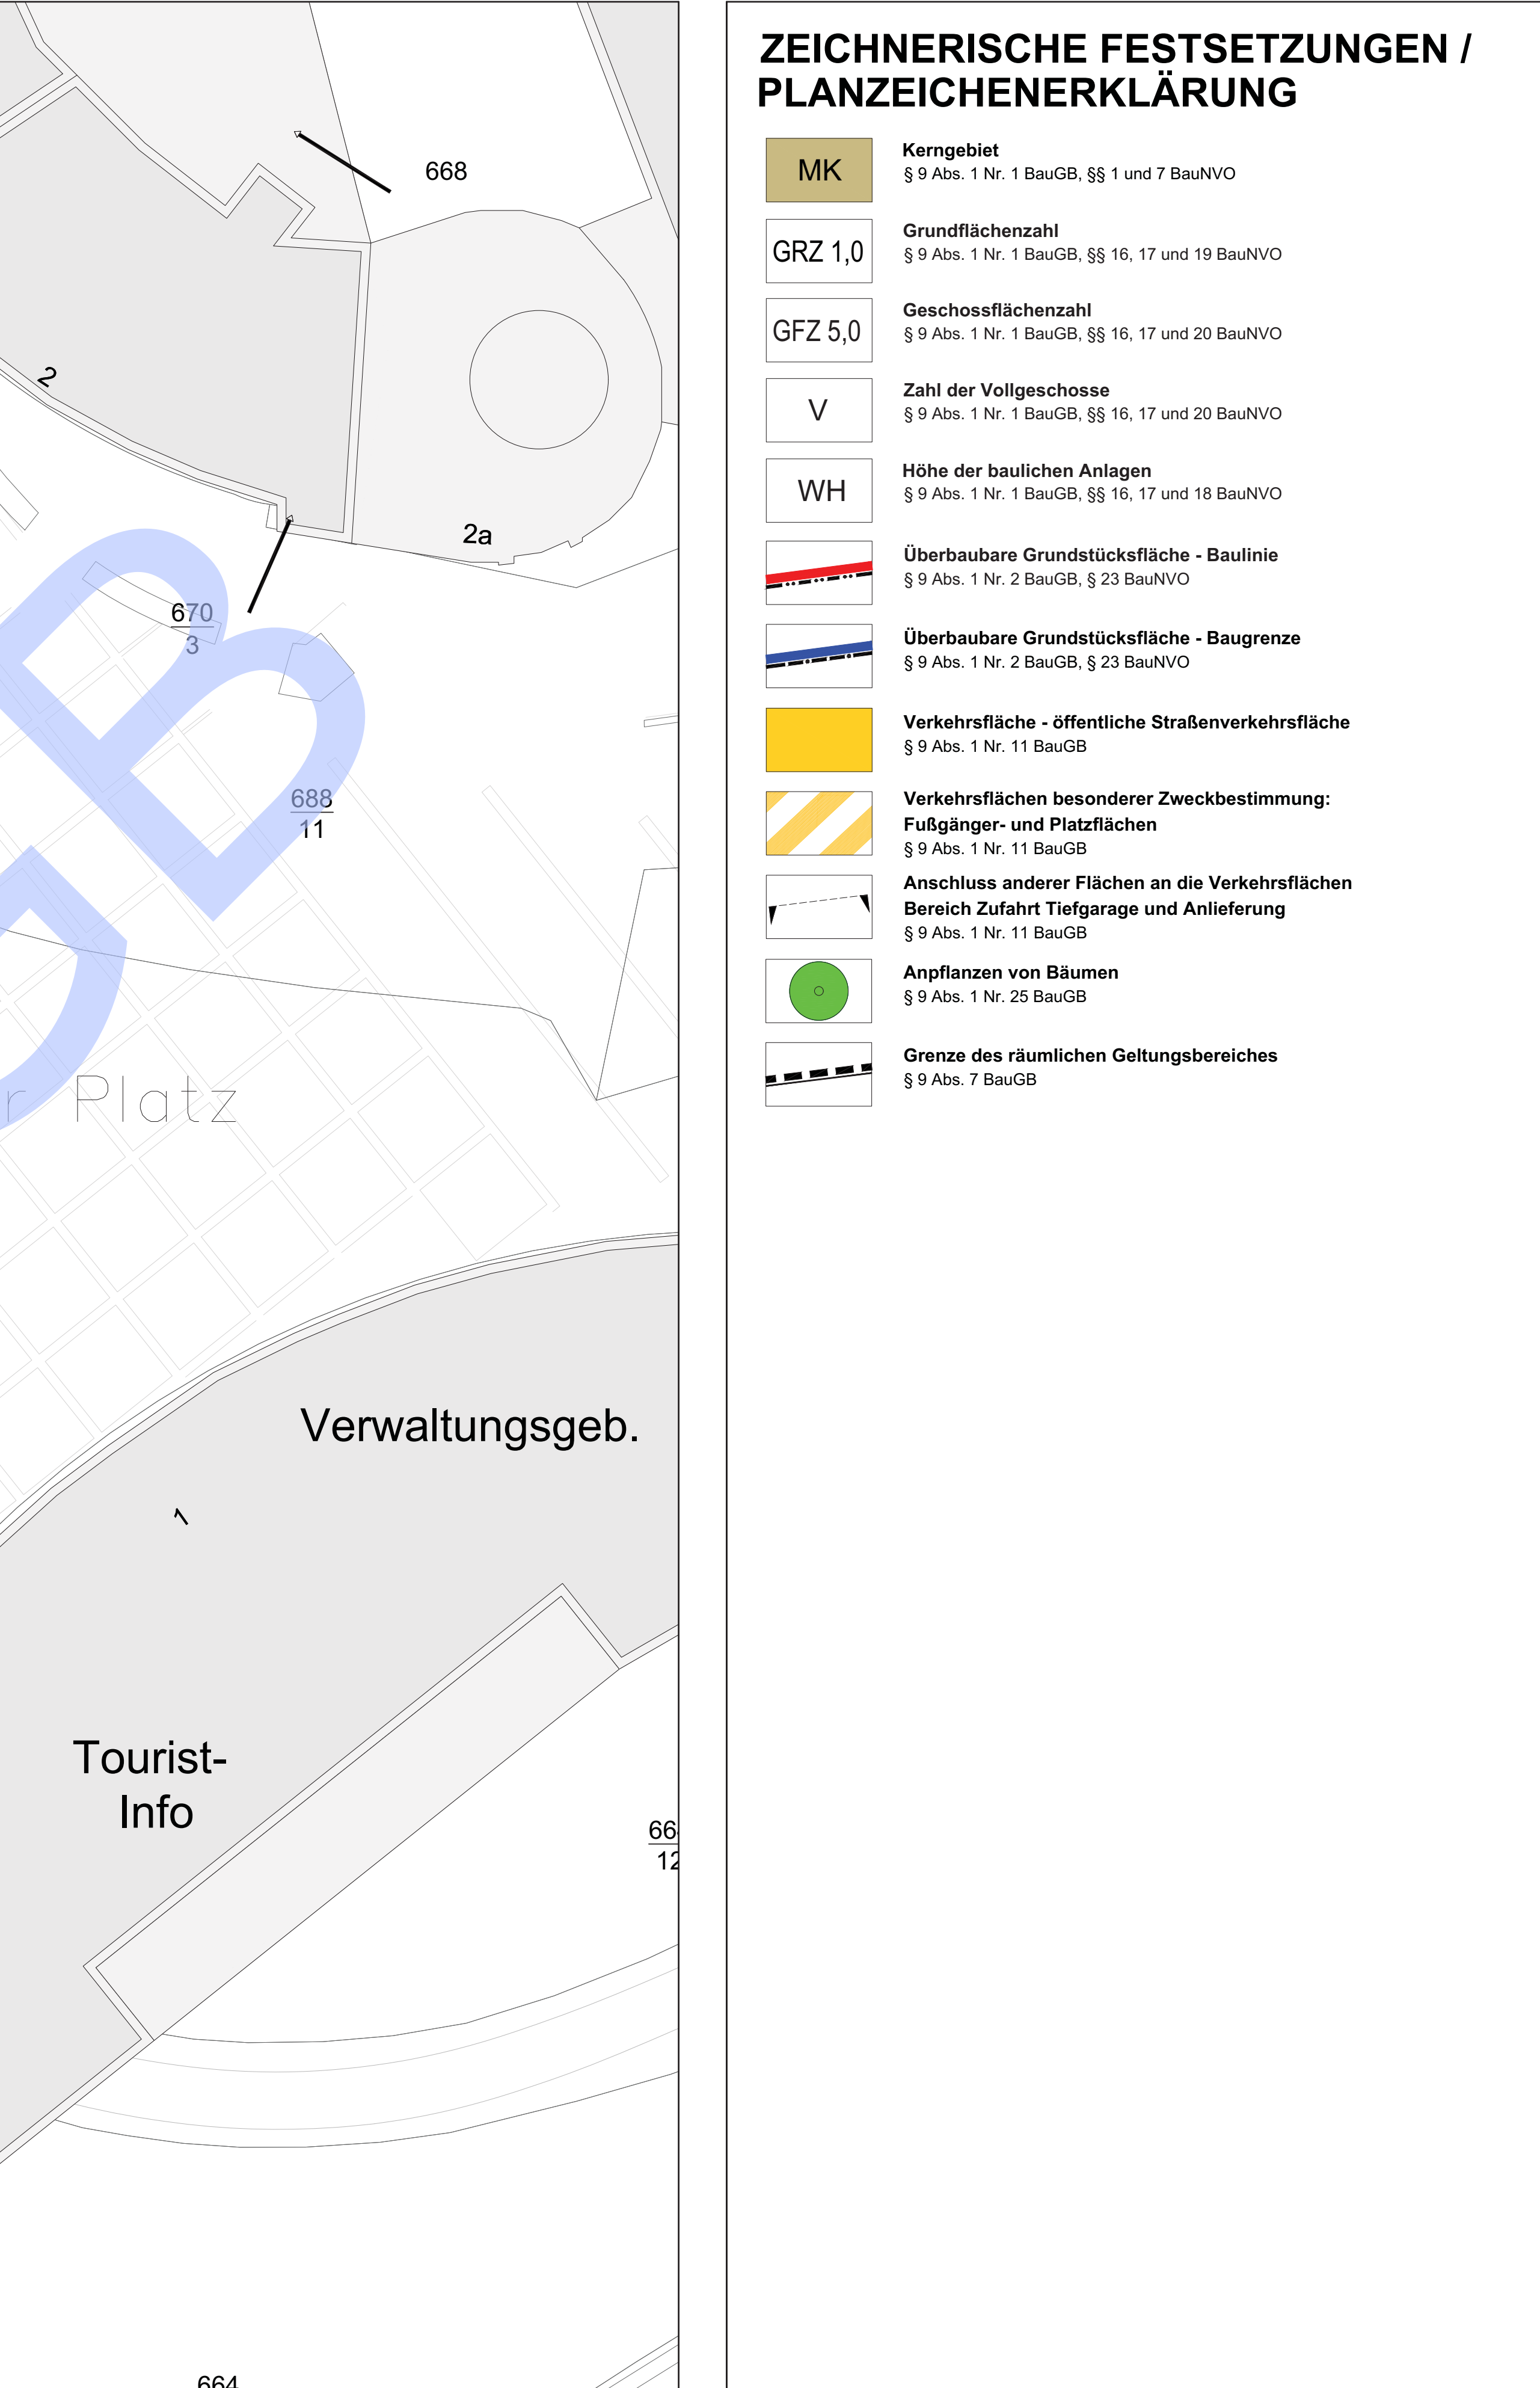 668
2
2a
670
3
688
11
r Platz
Verwaltungsgeb.
1
Tourist-
Info
12
664
ZEICHNERISCHE FESTSETZUNGEN /
PLANZEICHENERKLÄRUNG
MK
Kerngebiet
§ 9 Abs. 1 Nr. 1 BauGB, §§ 1 und 7 BauNVO
GRZ 1,0
Grundflächenzahl
§ 9 Abs. 1 Nr. 1 BauGB, §§ 16, 17 und 19 BauNVO
GFZ 5,0
Geschossflächenzahl
§ 9 Abs. 1 Nr. 1 BauGB, §§ 16, 17 und 20 BauNVO
V
Zahl der Vollgeschosse
§ 9 Abs. 1 Nr. 1 BauGB, §§ 16, 17 und 20 BauNVO
WH
Höhe der baulichen Anlagen
§ 9 Abs. 1 Nr. 1 BauGB, §§ 16, 17 und 18 BauNVO
Überbaubare Grundstücksfläche - Baulinie
§ 9 Abs. 1 Nr. 2 BauGB, § 23 BauNVO
Überbaubare Grundstücksfläche - Baugrenze
§ 9 Abs. 1 Nr. 2 BauGB, § 23 BauNVO
Verkehrsfläche - öffentliche Straßenverkehrsfläche
§ 9 Abs. 1 Nr. 11 BauGB
Verkehrsflächen besonderer Zweckbestimmung:
Fußgänger- und Platzflächen
§ 9 Abs. 1 Nr. 11 BauGB
Anschluss anderer Flächen an die Verkehrsflächen
Bereich Zufahrt Tiefgarage und Anlieferung
§ 9 Abs. 1 Nr. 11 BauGB
Anpflanzen von Bäumen
§ 9 Abs. 1 Nr. 25 BauGB
Grenze des räumlichen Geltungsbereiches
§ 9 Abs. 7 BauGB